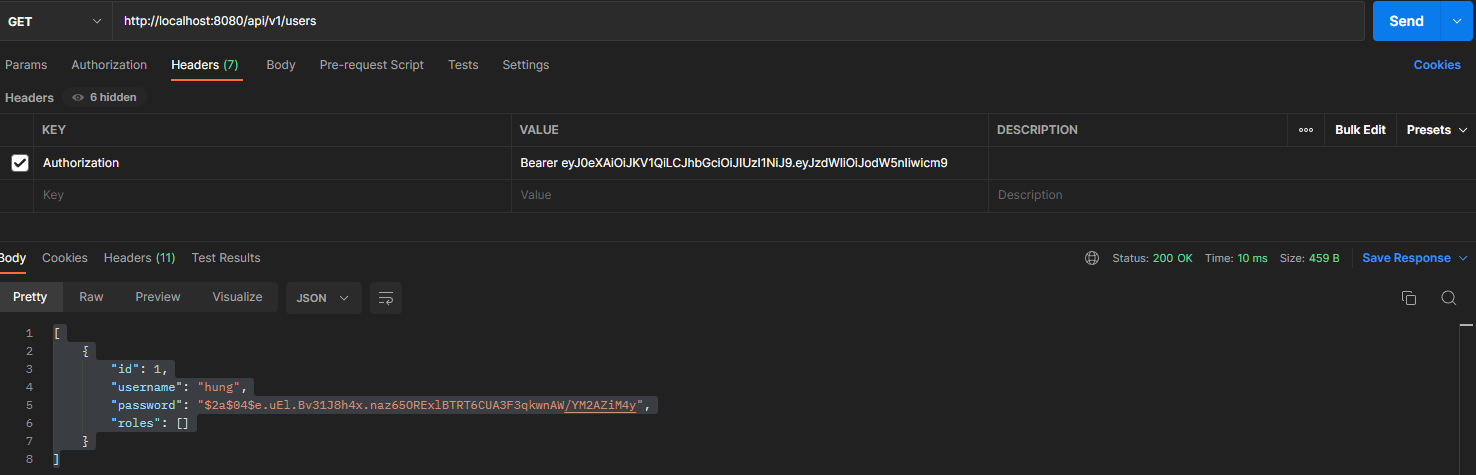 GET http://localhost:8080/api/v1/users Send
Params Authorization Headers (7) Body Pre-request Script Tests Settings Cookies
Headers 6 hidden
KEY VALUE DESCRIPTION ooo Bulk Edit Presets
Authorization Bearer eyJ0eXAiOiJKV1QiLCJhbGciOiJIUzI1NiJ9.eyJzdWIiOiJodW5nIiwicm9
Key Value Description
Body Cookies Headers (11) Test Results Status: 200 OK Time: 10 ms Size: 459 B Save Response
Pretty Raw Preview Visualize JSON
1 [
2 {
3 "id": 1,
4 "username": "hung",
5 "password": "$2a$04$e.uEl.Bv31J8h4x.naz65ORExlBTRT6CUA3F3qkwnAW/YM2AZiM4y",
6 "roles": []
7 }
8 ]